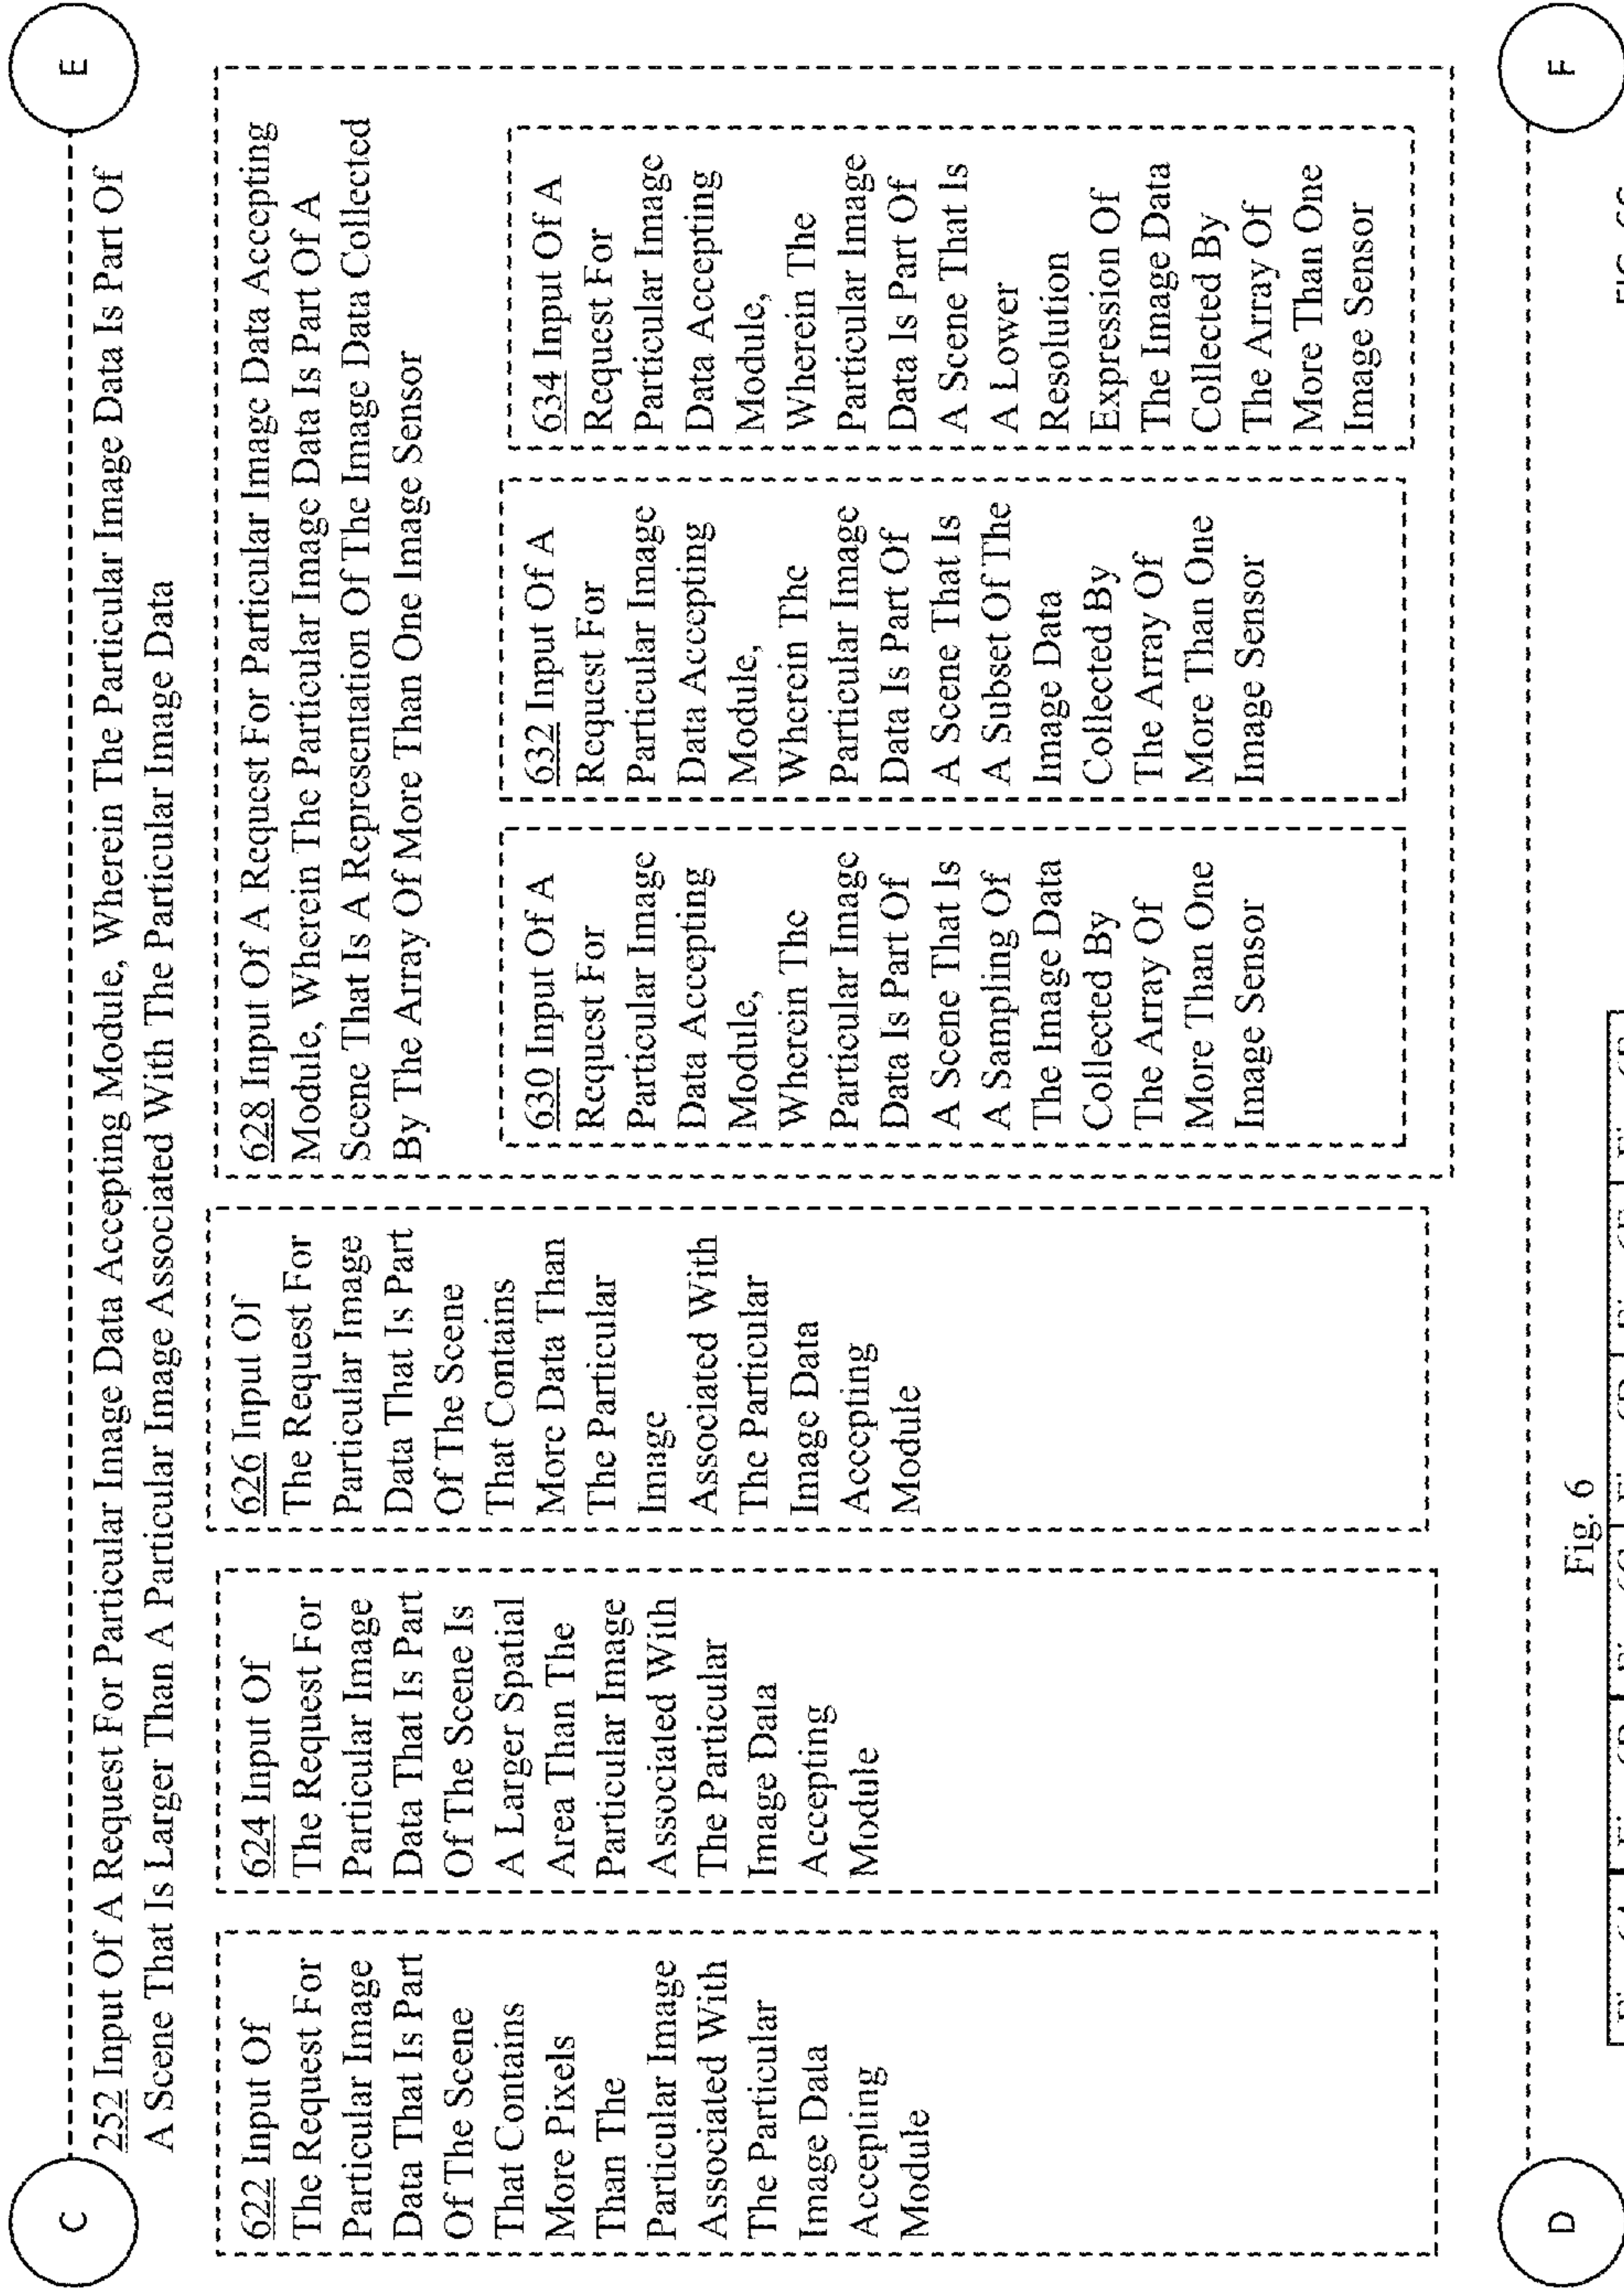 C
E
252 Input Of A Request For Particular Image Data Accepting Module, Wherein The Particular Image Data Is Part Of
A Scene That Is Larger Than A Particular Image Associated With The Particular Image Data
622 Input Of
The Request For
Particular Image
Data That Is Part
Of The Scene
That Contains
More Pixels
Than The
Particular Image
Associated With
The Particular
Image Data
Accepting
Module
624 Input Of
The Request For
Particular Image
Data That Is Part
Of The Scene Is
A Larger Spatial
Area Than The
Particular Image
Associated With
The Particular
Image Data
Accepting
Module
626 Input Of
The Request For
Particular Image
Data That Is Part
Of The Scene
That Contains
More Data Than
The Particular
Image
Associated With
The Particular
Image Data
Accepting
Module
628 Input Of A Request For Particular Image Data Accepting
Module, Wherein The Particular Image Data Is Part Of A
Scene That Is A Representation Of The Image Data Collected
By The Array Of More Than One Image Sensor
630 Input Of A
Request For
Particular Image
Data Accepting
Module,
Wherein The
Particular Image
Data Is Part Of
A Scene That Is
A Sampling Of
The Image Data
Collected By
The Array Of
More Than One
Image Sensor
632 Input Of A
Request For
Particular Image
Data Accepting
Module,
Wherein The
Particular Image
Data Is Part Of
A Scene That Is
A Subset Of The
Image Data
Collected By
The Array Of
More Than One
Image Sensor
634 Input Of A
Request For
Particular Image
Data Accepting
Module,
Wherein The
Particular Image
Data Is Part Of
A Scene That Is
A Lower
Resolution
Expression Of
The Image Data
Collected By
The Array Of
More Than One
Image Sensor
D
F
Fig. 6